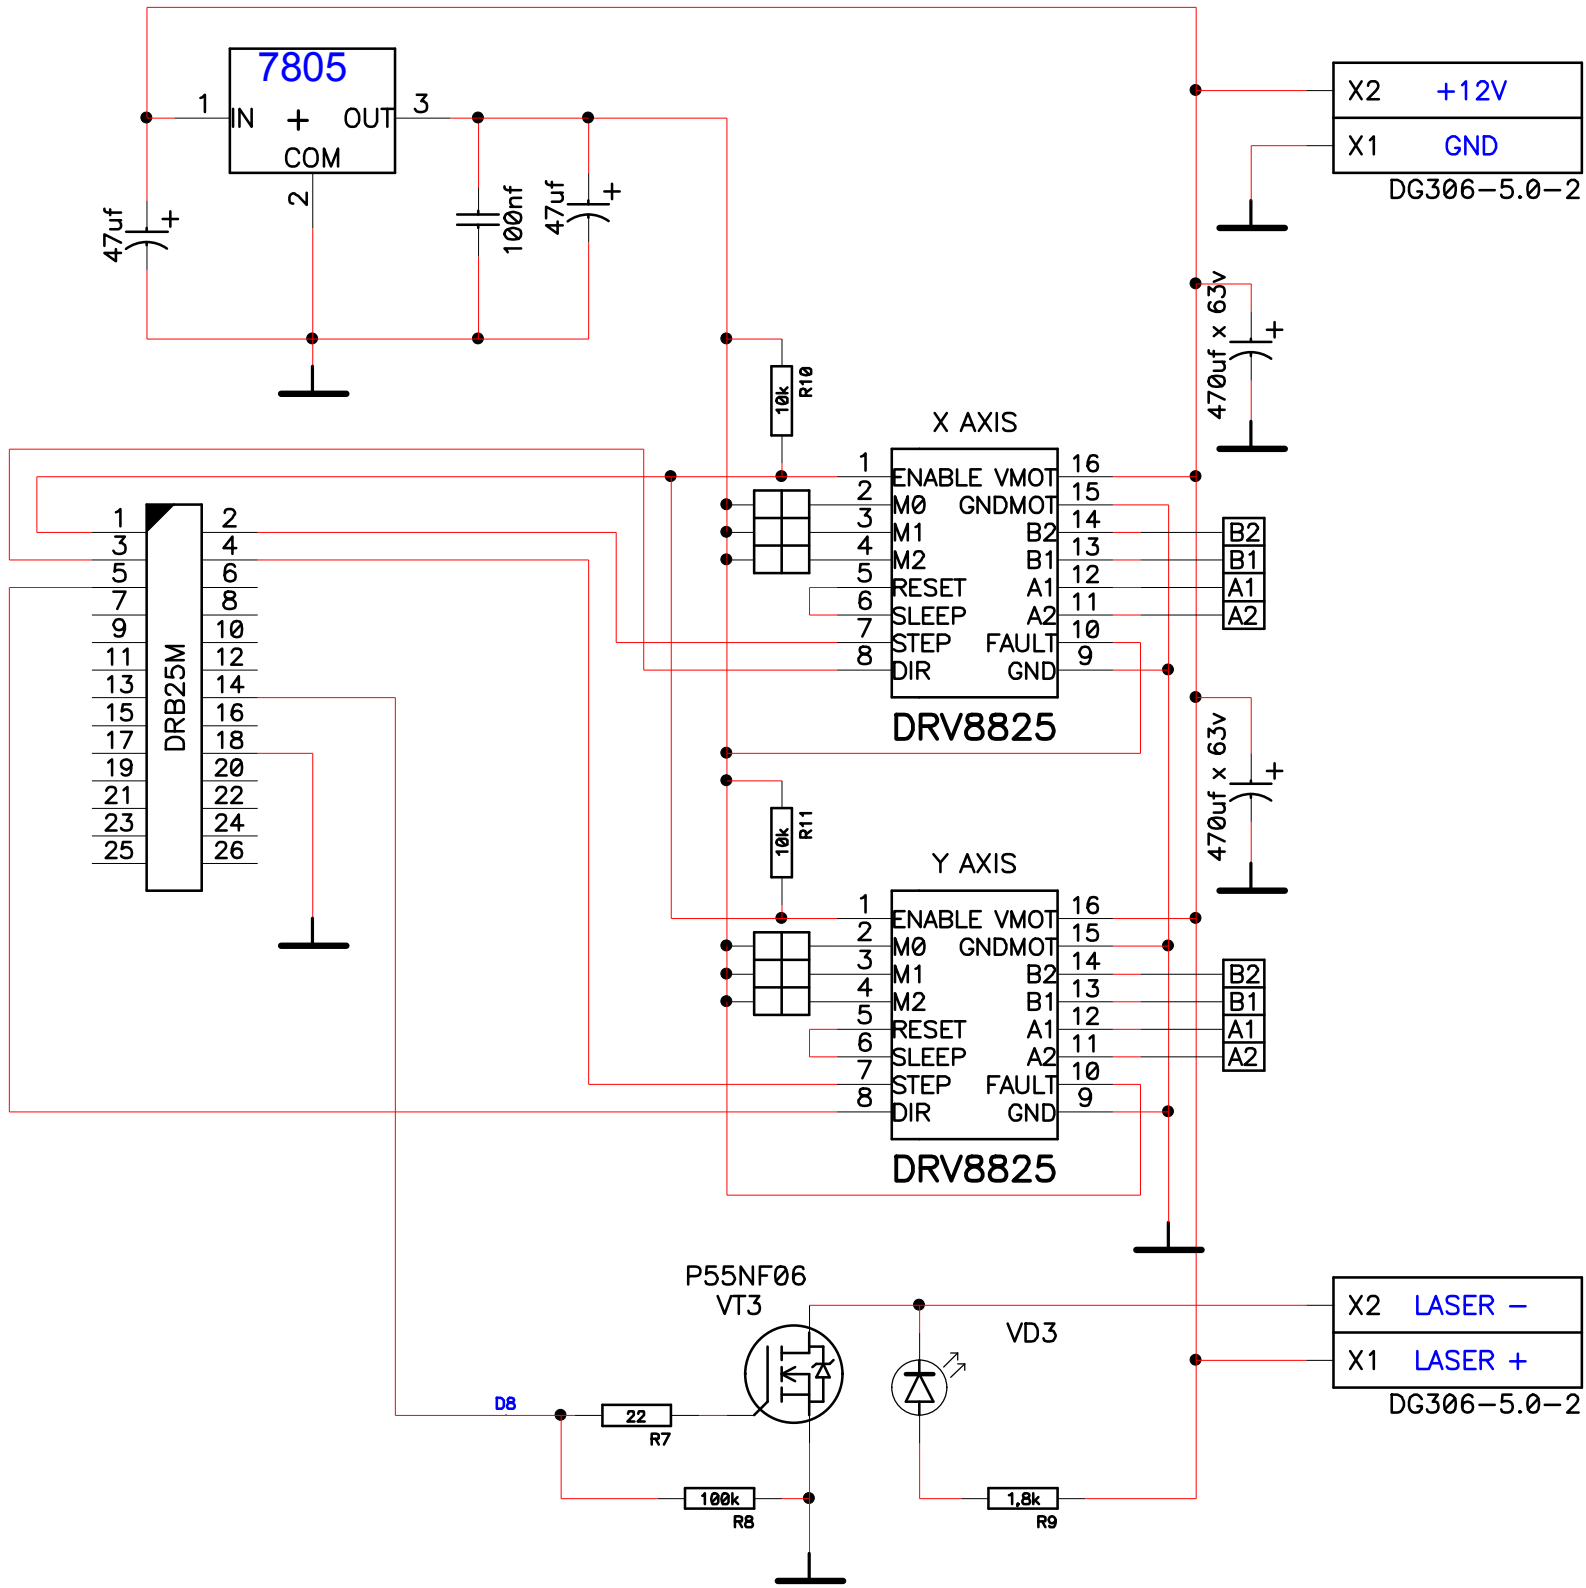 7805
1 IN + OUT 3
COM
2
47uf +
100nf
47uf +
X2 +12V
X1 GND
DG306-5.0-2
470uf x 63v +
10k R10
X AXIS
1 ENABLE VMOT 16
2 M0 GNDMOT 15
3 M1 B2 14 B2
4 M2 B1 13 B1
5 RESET A1 12 A1
6 SLEEP A2 11 A2
7 STEP FAULT 10
8 DIR GND 9
DRV8825
1 2
3 4
5 6
7 8
9 10
11 12
13 14
15 16
17 18
19 20
21 22
23 24
25 26
DRB25M
470uf x 63v +
10k R11
Y AXIS
1 ENABLE VMOT 16
2 M0 GNDMOT 15
3 M1 B2 14 B2
4 M2 B1 13 B1
5 RESET A1 12 A1
6 SLEEP A2 11 A2
7 STEP FAULT 10
8 DIR GND 9
DRV8825
P55NF06
VT3
VD3
X2 LASER -
X1 LASER +
DG306-5.0-2
D8
22
R7
100k
R8
1,8k
R9